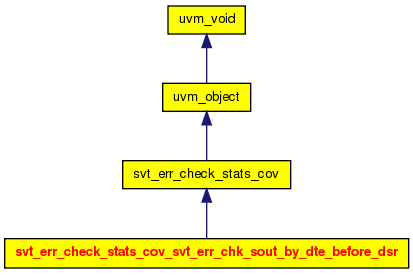 uvm_void
uvm_object
svt_err_check_stats_cov
svt_err_check_stats_cov_svt_err_chk_sout_by_dte_before_dsr